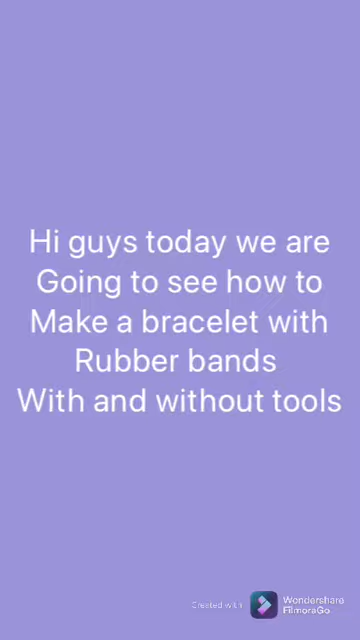 Hi guys today we are
Going to see how to
Make a bracelet with
Rubber bands
With and without tools
Created with
Wondershare
FilmoraGo